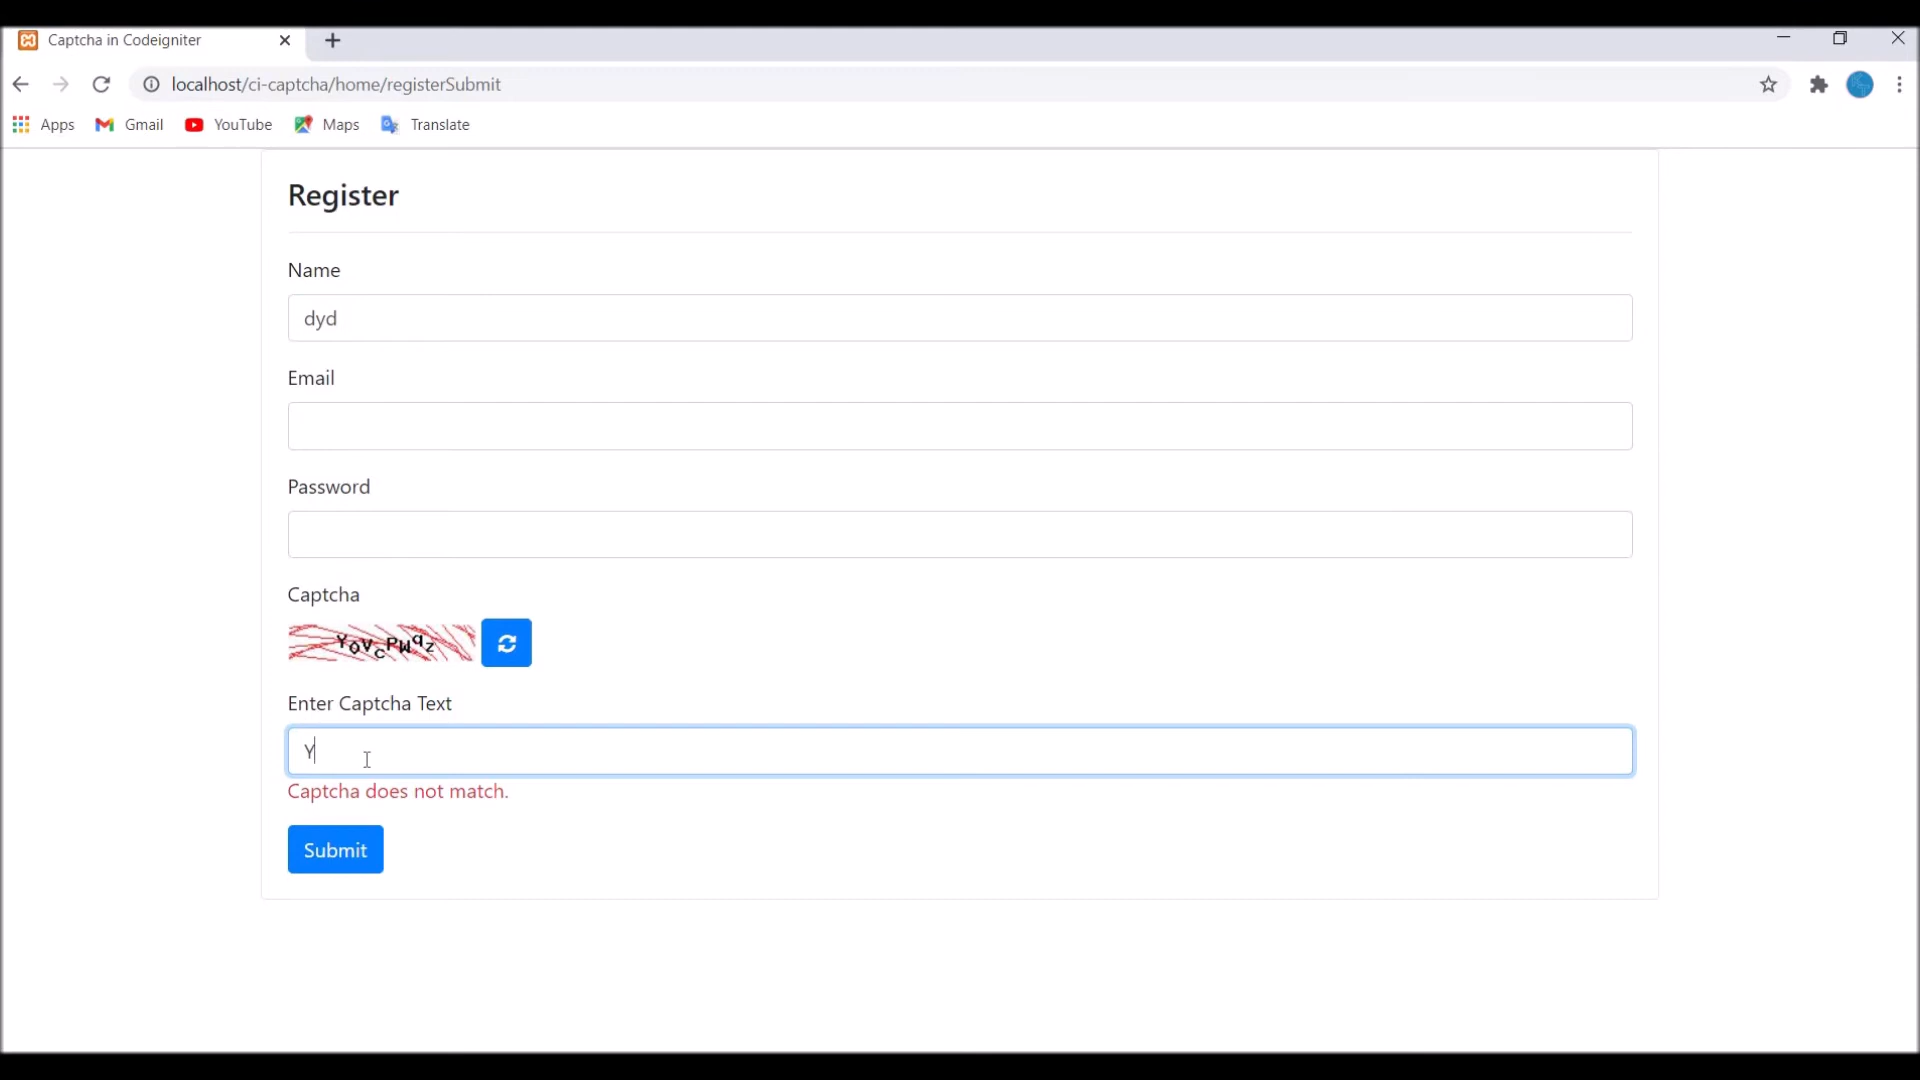 Captcha in Codeigniter
localhost/ci-captcha/home/registerSubmit
Apps Gmail YouTube Maps Translate
Register
Name
dyd
Email
Password
Captcha
YoVcPWqz
Enter Captcha Text
Y
Captcha does not match.
Submit